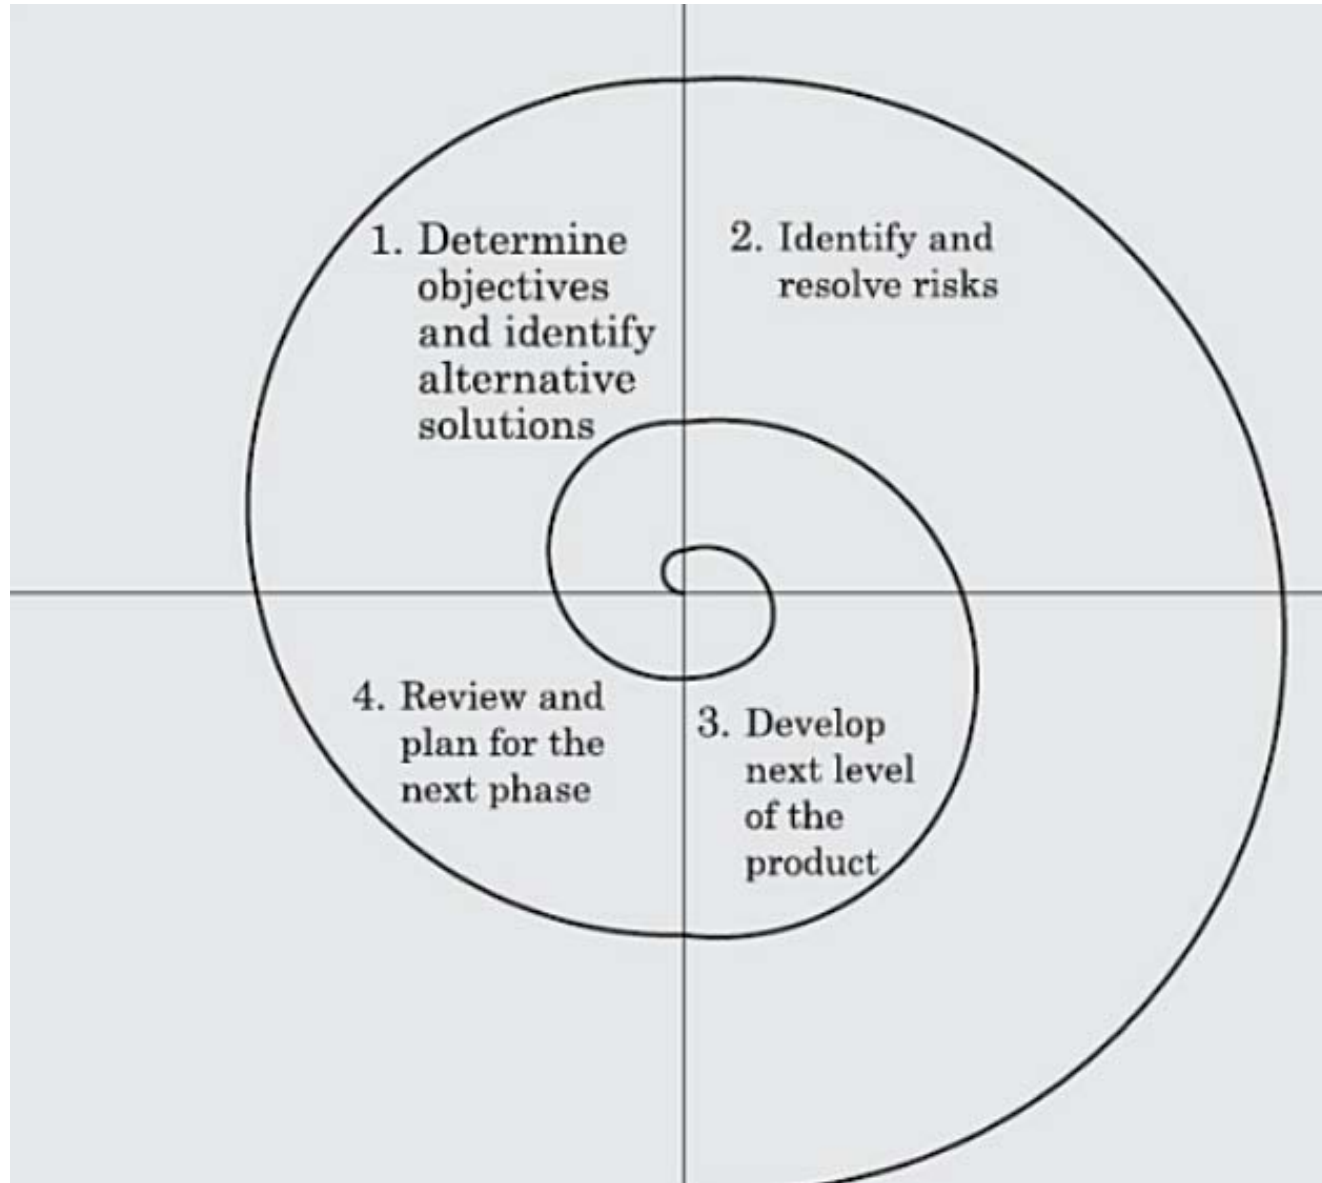 1. Determine
objectives
and identify
alternative
solutions
2. Identify and
resolve risks
3. Develop
next level
of the
product
4. Review and
plan for the
next phase